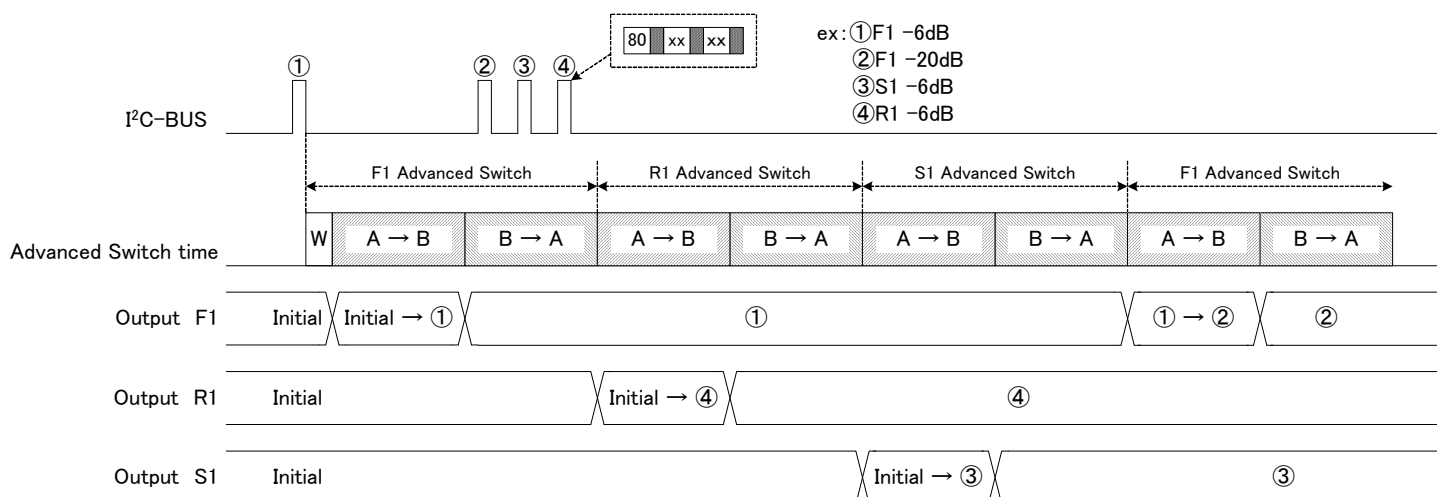 80 xx xx
ex:①F1 -6dB
②F1 -20dB
③S1 -6dB
④R1 -6dB
① ② ③ ④
I²C-BUS
F1 Advanced Switch R1 Advanced Switch S1 Advanced Switch F1 Advanced Switch
Advanced Switch time W A → B B → A A → B B → A A → B B → A A → B B → A
Output F1 Initial Initial → ① ① ① → ② ②
Output R1 Initial Initial → ④ ④
Output S1 Initial Initial → ③ ③